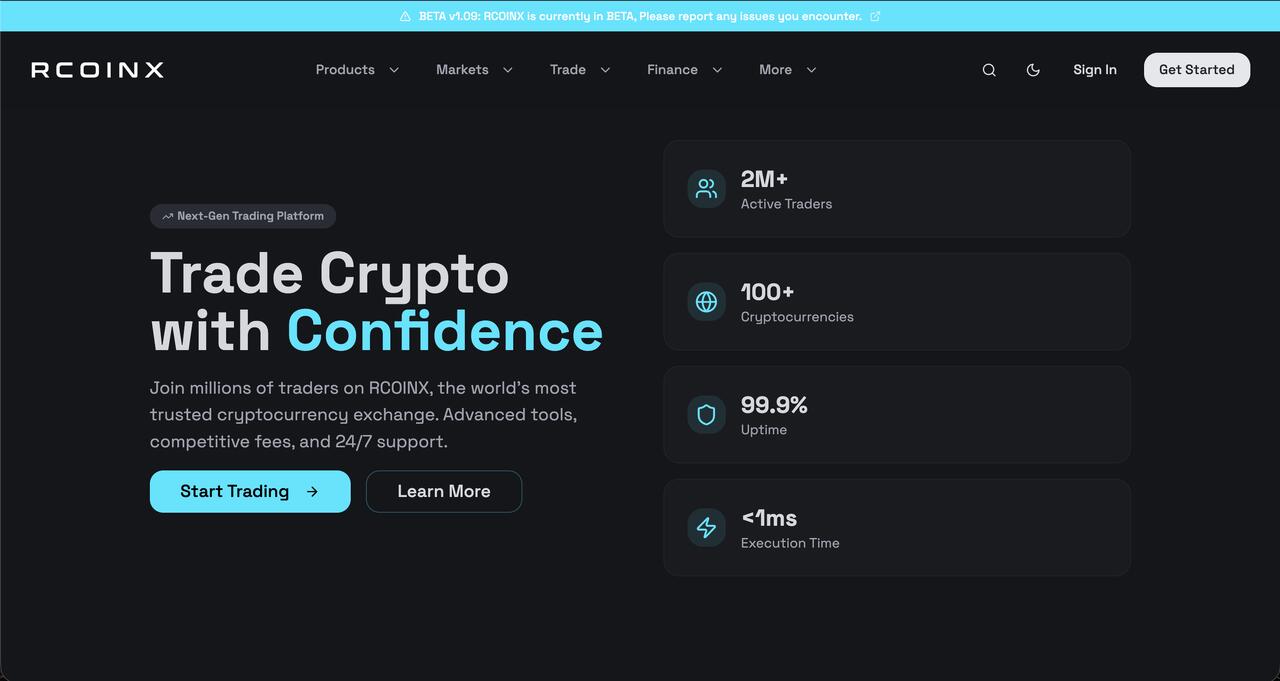 BETA v1.09: RCOINX is currently in BETA, Please report any issues you encounter.
RCOINX
Products
Markets
Trade
Finance
More
Sign In
Get Started
Next-Gen Trading Platform
Trade Crypto
with Confidence
Join millions of traders on RCOINX, the world's most
trusted cryptocurrency exchange. Advanced tools,
competitive fees, and 24/7 support.
Start Trading
Learn More
2M+
Active Traders
100+
Cryptocurrencies
99.9%
Uptime
<1ms
Execution Time